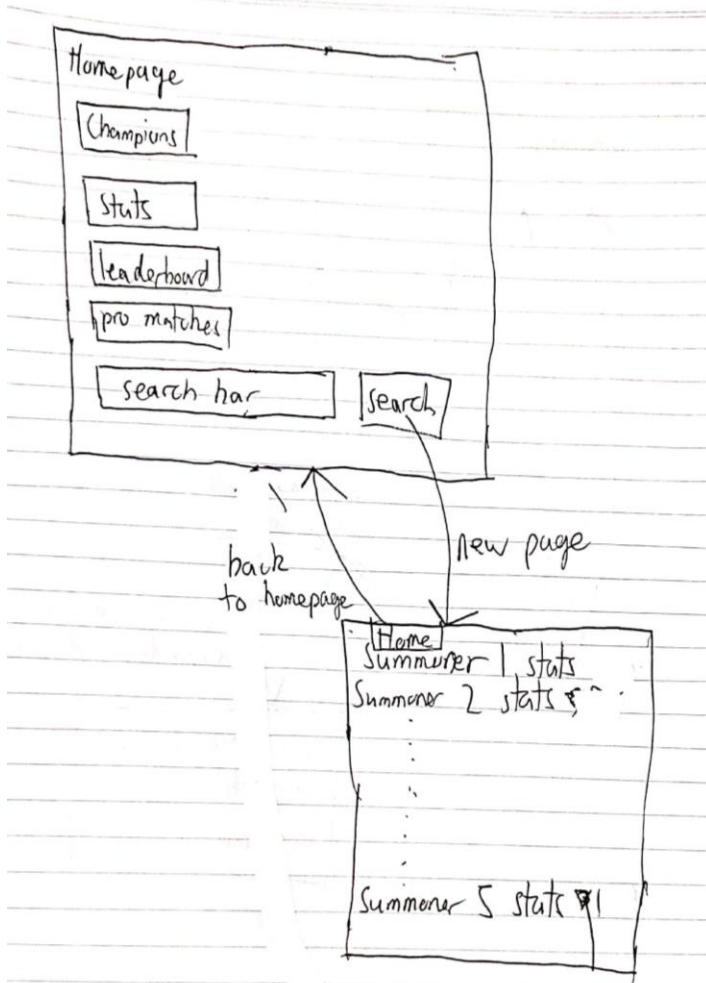 Homepage
Champions
stats
leaderboard
pro matches
search bar
search
new page
back
to homepage
Home
Summoner 1 stats
Summoner 2 stats
Summoner 5 stats